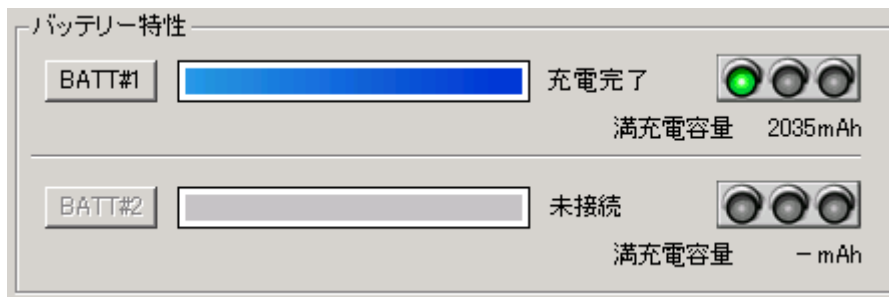 バッテリー特性
BATT#1 充電完了
満充電容量 2035mAh
BATT#2 未接続
満充電容量 − mAh